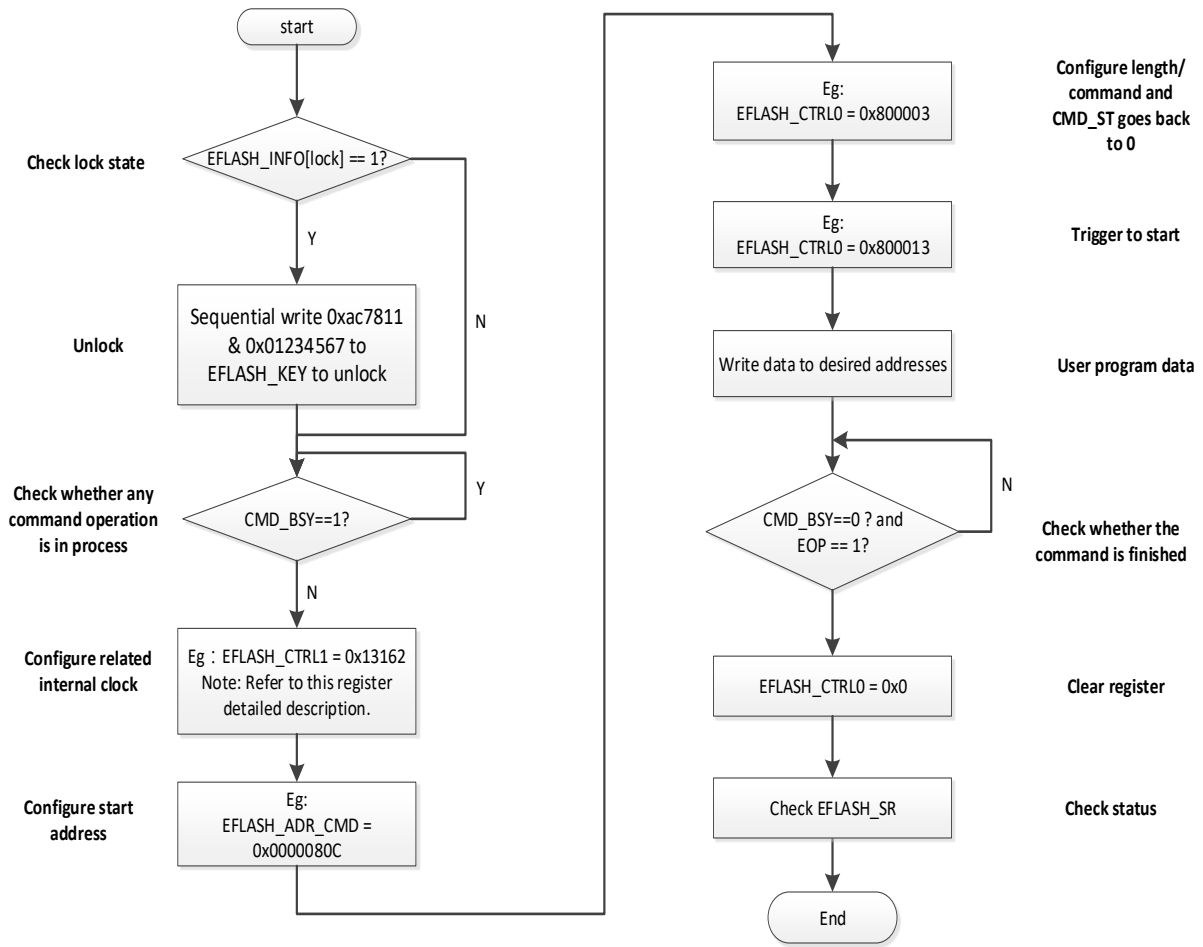 start
Check lock state
EFLASH_INFO[lock] == 1?
Y
N
Unlock
Sequential write 0xac7811
& 0x01234567 to
EFLASH_KEY to unlock
Check whether any
command operation
is in process
CMD_BSY==1?
Y
N
Configure related
internal clock
Eg：EFLASH_CTRL1 = 0x13162
Note: Refer to this register
detailed description.
Configure start
address
Eg:
EFLASH_ADR_CMD =
0x0000080C
Eg:
EFLASH_CTRL0 = 0x800003
Configure length/
command and
CMD_ST goes back
to 0
Eg:
EFLASH_CTRL0 = 0x800013
Trigger to start
Write data to desired addresses
User program data
CMD_BSY==0 ? and
EOP == 1?
N
Check whether the
command is finished
EFLASH_CTRL0 = 0x0
Clear register
Check EFLASH_SR
Check status
End